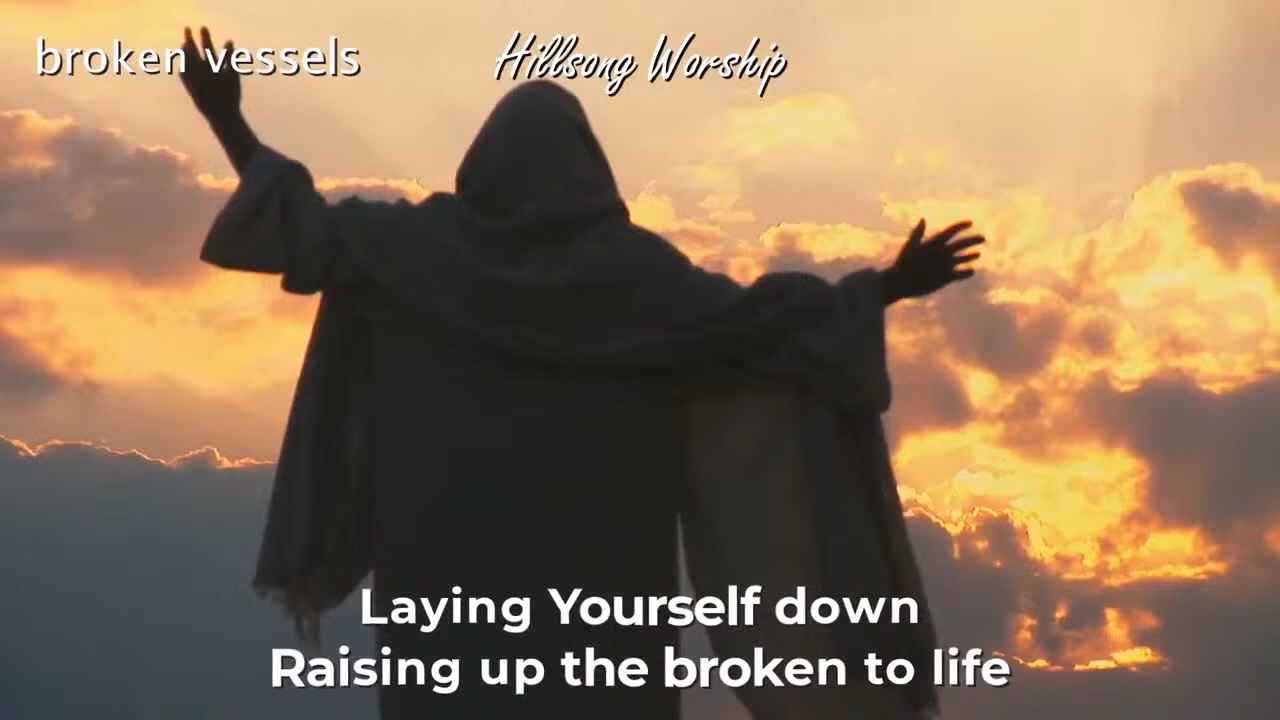 broken vessels
Hillsong Worship
Laying Yourself down
Raising up the broken to life